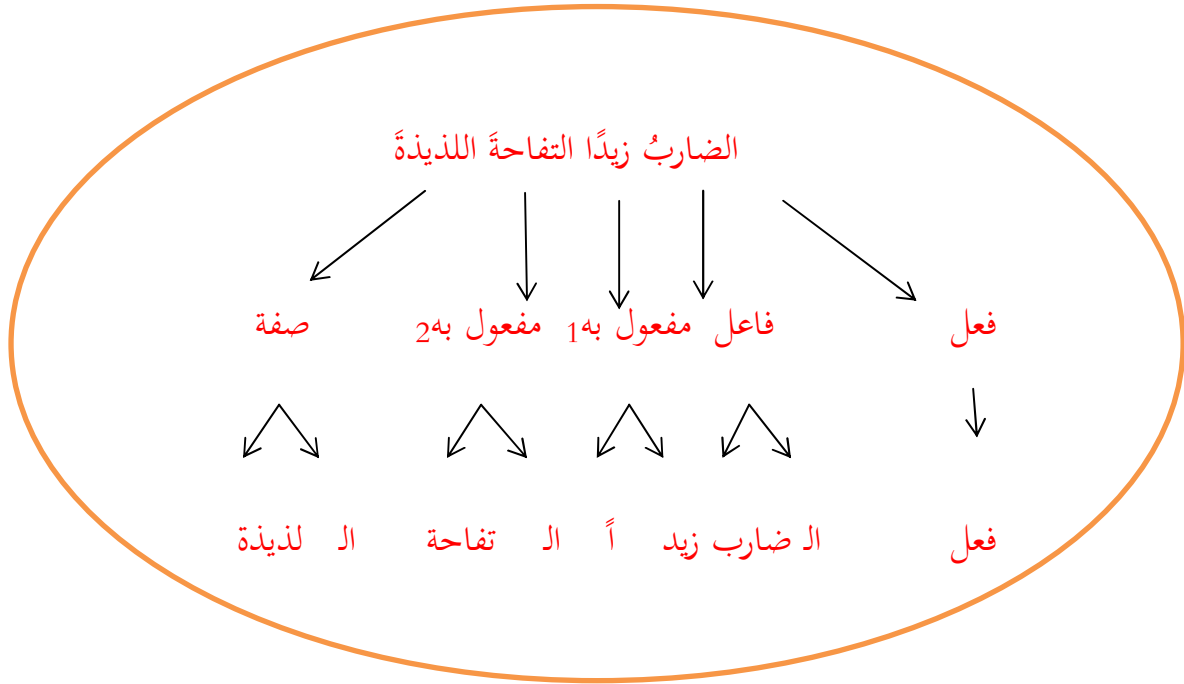 الضاربُ زيدًا التفاحةَ اللذيذةَ
فعل فاعل مفعول به1 مفعول به2 صفة
فعل الـ ضارب زيد اً الـ تفاحة الـ لذيذة